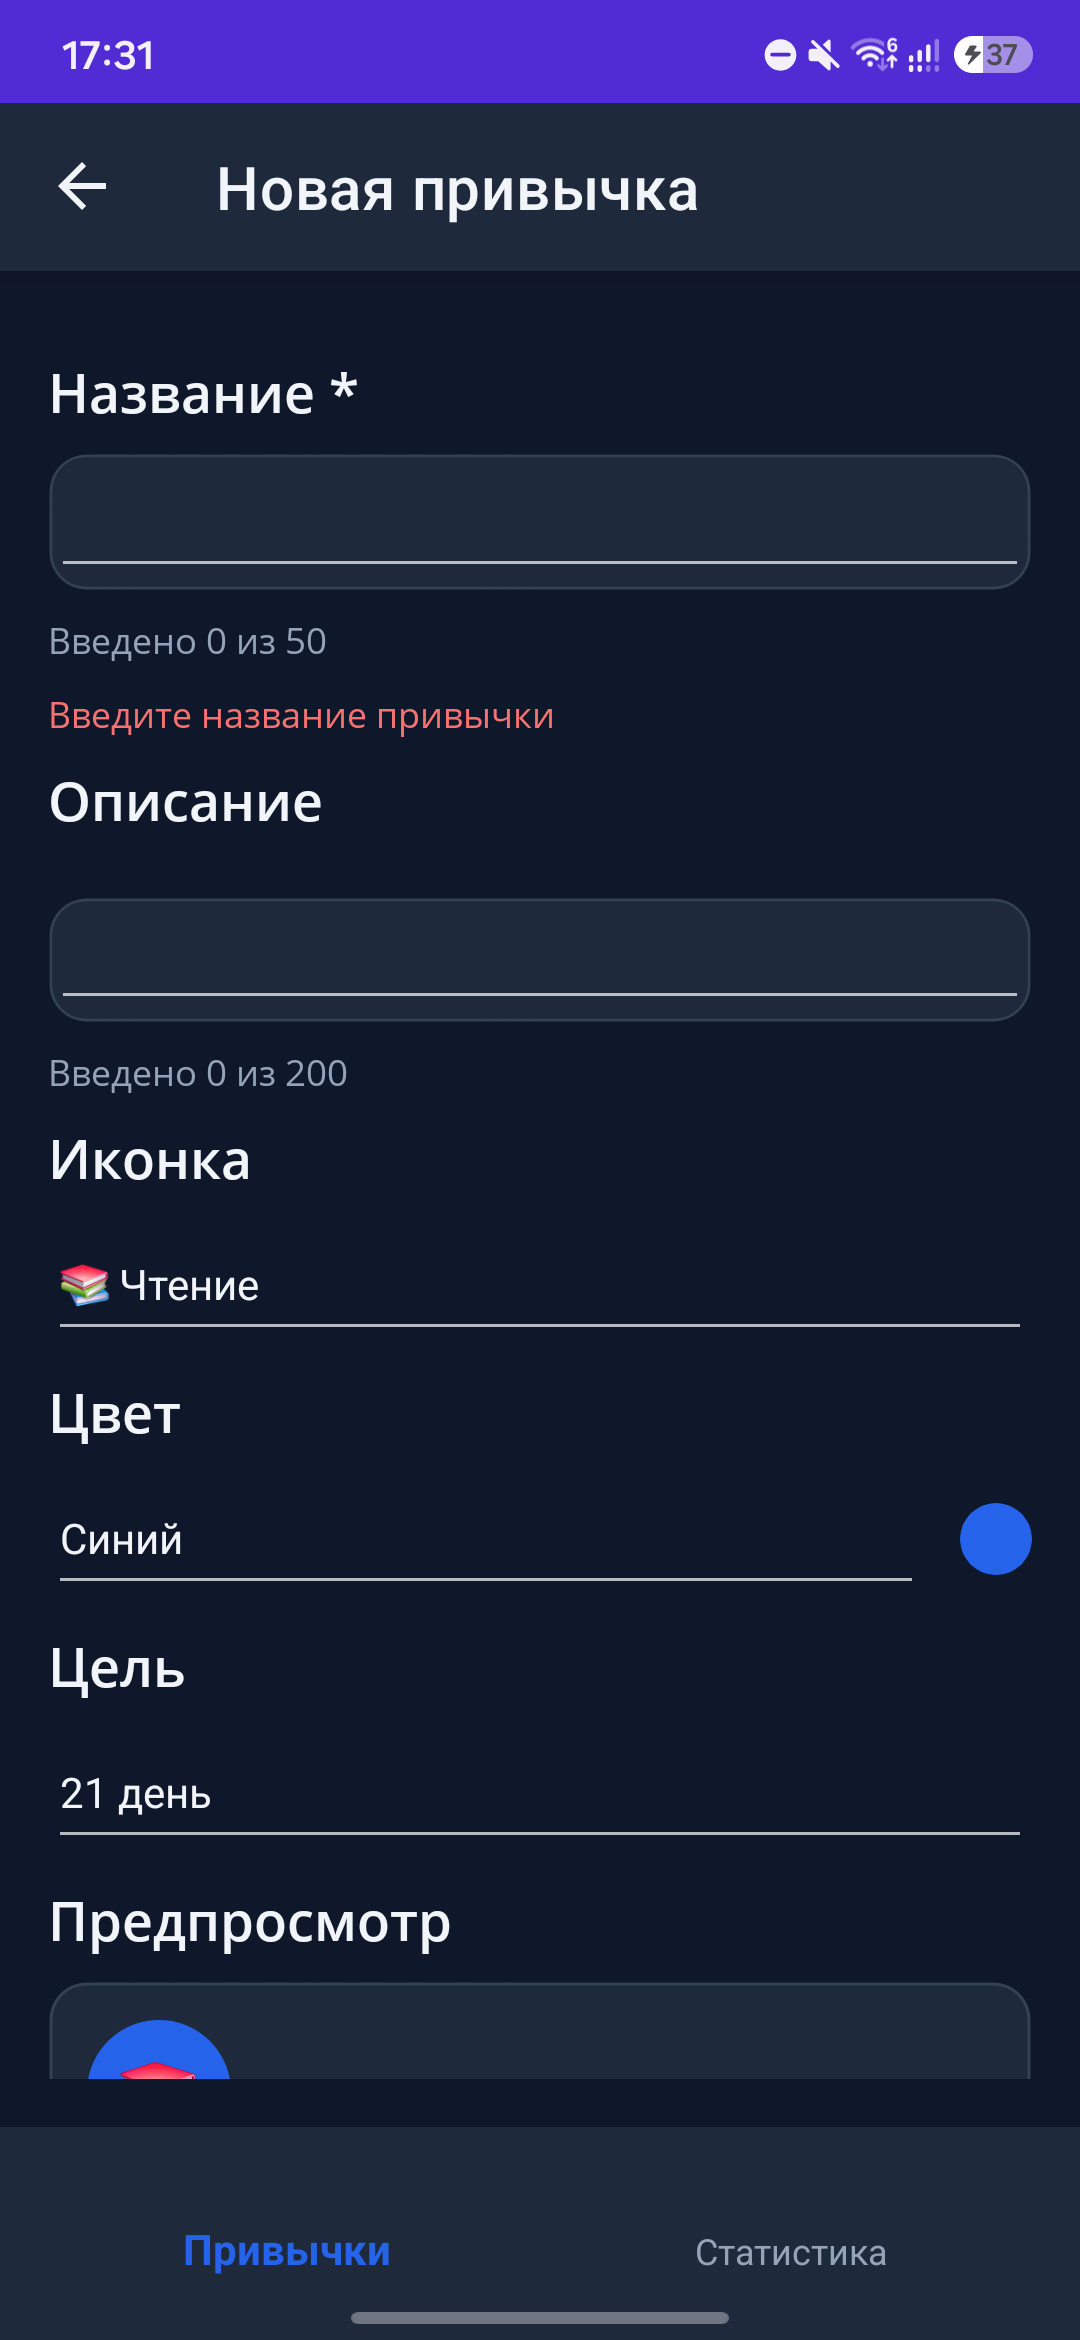 17:31
6
37
Новая привычка
Название *
Введено 0 из 50
Введите название привычки
Описание
Введено 0 из 200
Иконка
📚 Чтение
Цвет
Синий
Цель
21 день
Предпросмотр
Привычки
Статистика